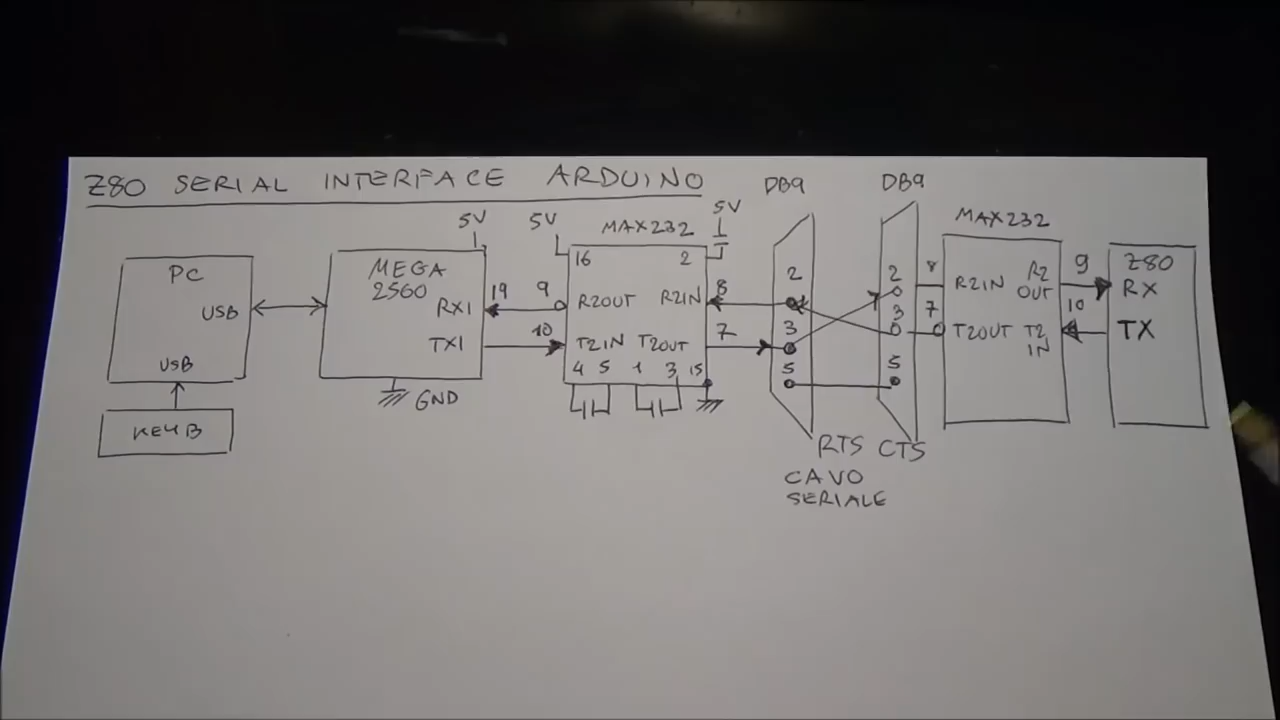 Z80 SERIAL INTERFACE ARDUINO
PC
USB
USB
KEYB
5V
MEGA
2560
RX1
TX1
GND
19
9
10
5V
MAX232
5V
16
2
R2OUT
R2IN
T2IN
T2OUT
4
5
1
3
15
8
7
DB9
2
3
5
DB9
2
3
5
RTS
CTS
CAVO
SERIALE
8
7
MAX232
R2IN
R2
OUT
T2OUT
T2
IN
9
10
Z80
RX
TX